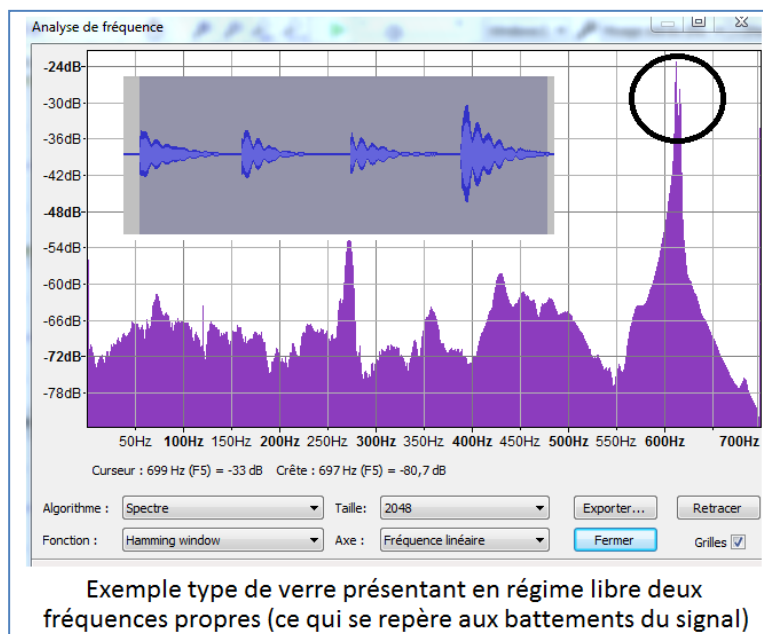 Analyse de fréquence
-24dB
-30dB
-36dB
-42dB
-48dB
-54dB
-60dB
-66dB
-72dB
-78dB
50Hz 100Hz 150Hz 200Hz 250Hz 300Hz 350Hz 400Hz 450Hz 500Hz 550Hz 600Hz 700Hz
Curseur : 699 Hz (F5) = -33 dB Crête : 697 Hz (F5) = -80,7 dB
Algorithme : Spectre Taille: 2048 Exporter... Retracer
Fonction : Hamming window Axe : Fréquence linéaire Fermer Grilles
Exemple type de verre présentant en régime libre deux
fréquences propres (ce qui se repère aux battements du signal)